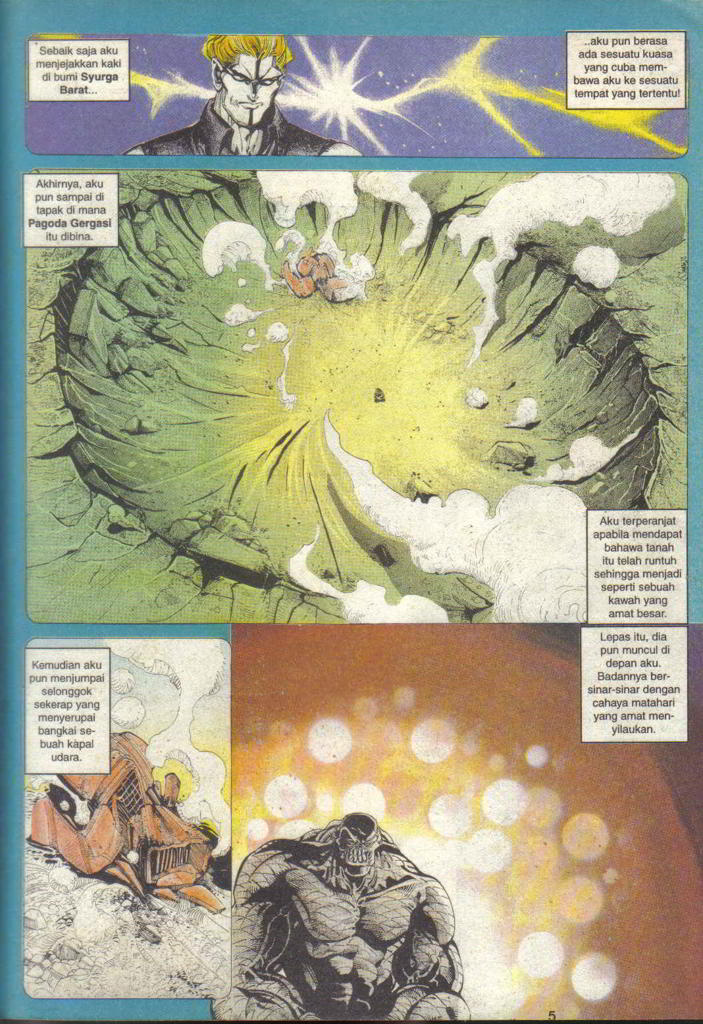 Sebaik saja aku
menjejakkan kaki
di bumi Syurga
Barat...
..aku pun berasa
ada sesuatu kuasa
yang cuba mem-
bawa aku ke sesuatu
tempat yang tertentu!
Akhirnya, aku
pun sampai di
tapak di mana
Pagoda Gergasi
itu dibina.
Aku terperanjat
apabila mendapat
bahawa tanah
itu telah runtuh
sehingga menjadi
seperti sebuah
kawah yang
amat besar.
Kemudian aku
pun menjumpai
selonggok
sekerap yang
menyerupai
bangkai se-
buah kapal
udara.
Lepas itu, dia
pun muncul di
depan aku.
Badannya ber-
sinar-sinar dengan
cahaya matahari
yang amat men-
yilaukan.
5